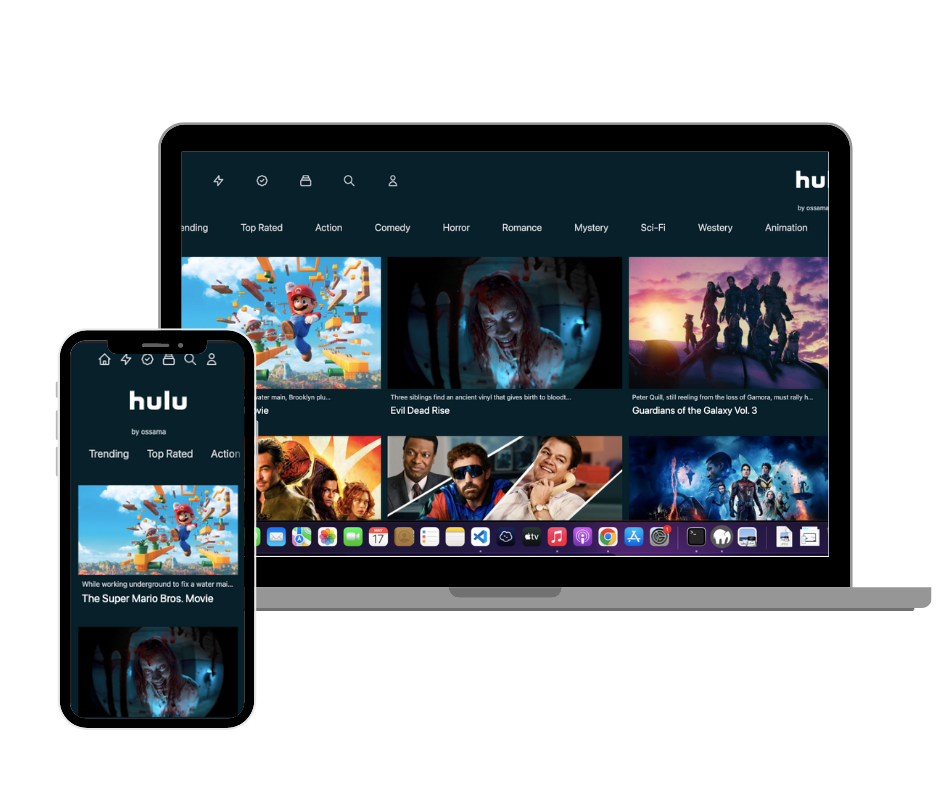 hul
by ossama
ending Top Rated Action Comedy Horror Romance Mystery Sci-Fi Westery Animation
ater main, Brooklyn plu...
vie
Three siblings find an ancient vinyl that gives birth to bloodt...
Evil Dead Rise
Peter Quill, still reeling from the loss of Gamora, must rally h...
Guardians of the Galaxy Vol. 3
17
tv
hulu
by ossama
Trending Top Rated Action
While working underground to fix a water mai...
The Super Mario Bros. Movie